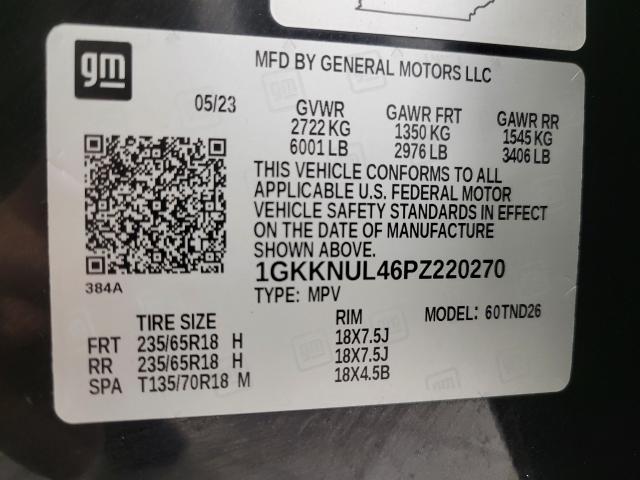 gm
MFD BY GENERAL MOTORS LLC
05/23 GVWR GAWR FRT GAWR RR
2722 KG 1350 KG 1545 KG
6001 LB 2976 LB 3406 LB
THIS VEHICLE CONFORMS TO ALL
APPLICABLE U.S. FEDERAL MOTOR
VEHICLE SAFETY STANDARDS IN EFFECT
ON THE DATE OF MANUFACTURE
SHOWN ABOVE.
384A
1GKKNUL46PZ220270
TYPE: MPV MODEL: 60TND26
TIRE SIZE RIM
FRT 235/65R18 H 18X7.5J
RR 235/65R18 H 18X7.5J
SPA T135/70R18 M 18X4.5B